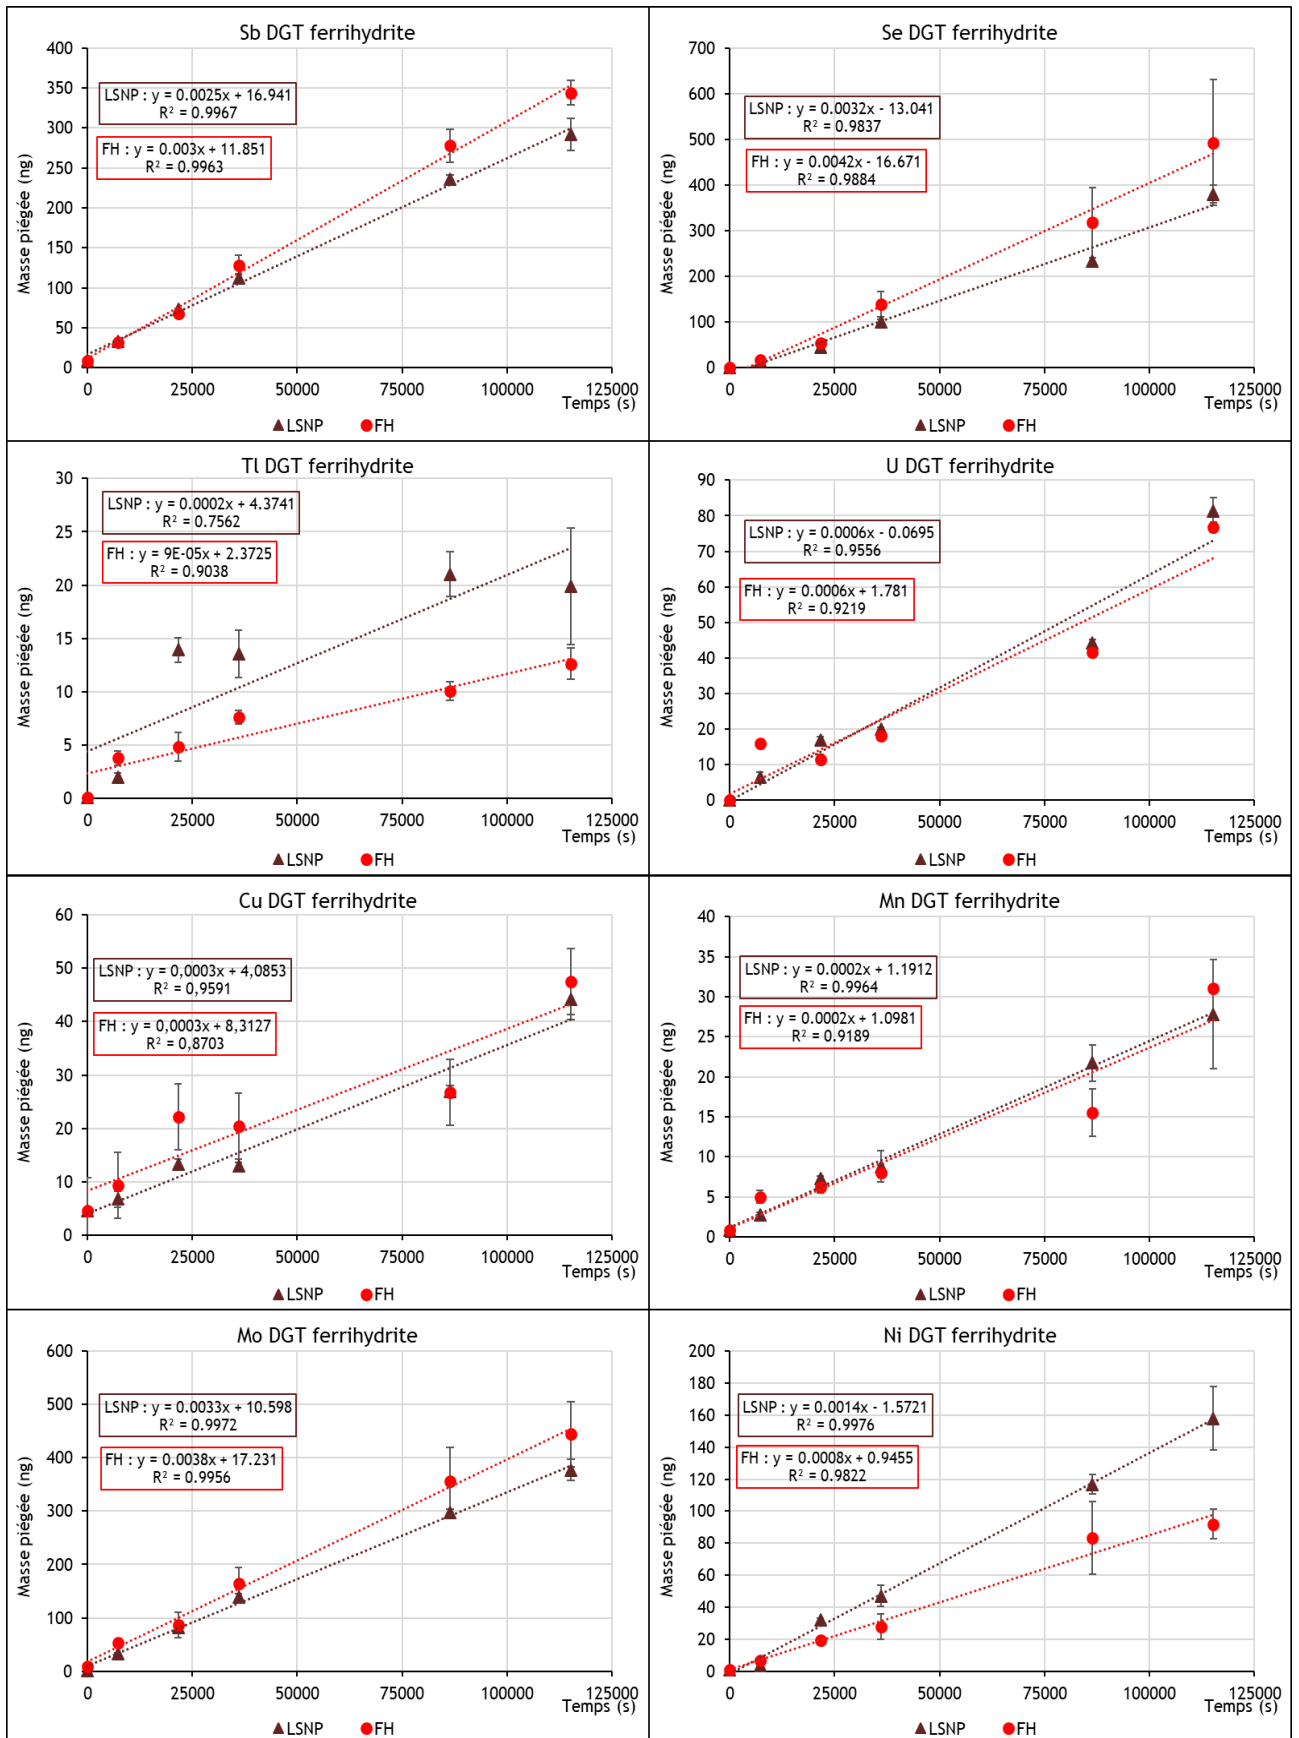 Sb DGT ferrihydrite
400
350
300
250
200
150
100
50
0
Masse piégée (ng)
LSNP : y = 0.0025x + 16.941
R² = 0.9967
FH : y = 0.003x + 11.851
R² = 0.9963
0 25000 50000 75000 100000 125000
Temps (s)
LSNP FH
Se DGT ferrihydrite
700
600
500
400
300
200
100
0
Masse piégée (ng)
LSNP : y = 0.0032x - 13.041
R² = 0.9837
FH : y = 0.0042x - 16.671
R² = 0.9884
0 25000 50000 75000 100000 125000
Temps (s)
LSNP FH
Tl DGT ferrihydrite
30
25
20
15
10
5
0
Masse piégée (ng)
LSNP : y = 0.0002x + 4.3741
R² = 0.7562
FH : y = 9E-05x + 2.3725
R² = 0.9038
0 25000 50000 75000 100000 125000
Temps (s)
LSNP FH
U DGT ferrihydrite
90
80
70
60
50
40
30
20
10
0
Masse piégée (ng)
LSNP : y = 0.0006x - 0.0695
R² = 0.9556
FH : y = 0.0006x + 1.781
R² = 0.9219
0 25000 50000 75000 100000 125000
Temps (s)
LSNP FH
Cu DGT ferrihydrite
60
50
40
30
20
10
0
Masse piégée (ng)
LSNP : y = 0,0003x + 4,0853
R² = 0,9591
FH : y = 0,0003x + 8,3127
R² = 0,8703
0 25000 50000 75000 100000 125000
Temps (s)
LSNP FH
Mn DGT ferrihydrite
40
35
30
25
20
15
10
5
0
Masse piégée (ng)
LSNP : y = 0.0002x + 1.1912
R² = 0.9964
FH : y = 0.0002x + 1.0981
R² = 0.9189
0 25000 50000 75000 100000 125000
Temps (s)
LSNP FH
Mo DGT ferrihydrite
600
500
400
300
200
100
0
Masse piégée (ng)
LSNP : y = 0.0033x + 10.598
R² = 0.9972
FH : y = 0.0038x + 17.231
R² = 0.9956
0 25000 50000 75000 100000 125000
Temps (s)
LSNP FH
Ni DGT ferrihydrite
200
180
160
140
120
100
80
60
40
20
0
Masse piégée (ng)
LSNP : y = 0.0014x - 1.5721
R² = 0.9976
FH : y = 0.0008x + 0.9455
R² = 0.9822
0 25000 50000 75000 100000 125000
Temps (s)
LSNP FH